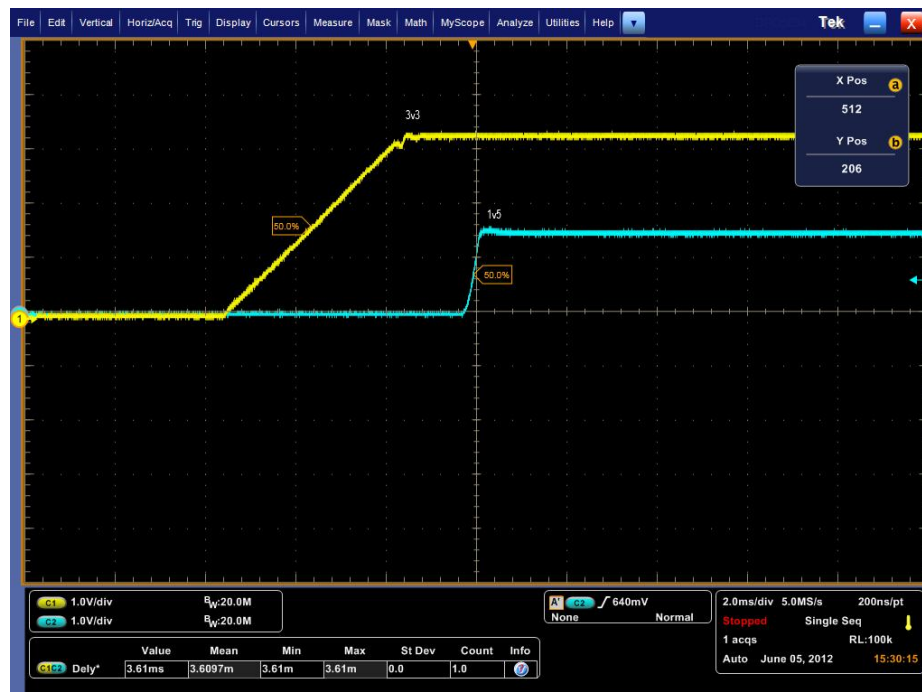 File Edit Vertical Horiz/Acq Trig Display Cursors Measure Mask Math MyScope Analyze Utilities Help Tek X
X Pos a
512
Y Pos b
206
3v3
50.0%
1v5
50.0%
1
C1 1.0V/div BW:20.0M
C2 1.0V/div BW:20.0M
A' C2 640mV
None Normal
2.0ms/div 5.0MS/s 200ns/pt
Stopped Single Seq
1 acqs RL:100k
Auto June 05, 2012 15:30:15
Value Mean Min Max St Dev Count Info
C1C2 Dely* 3.61ms 3.6097m 3.61m 3.61m 0.0 1.0 i